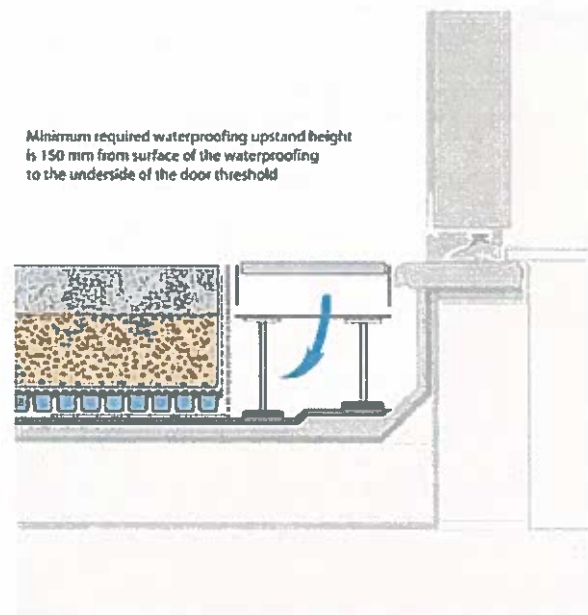 Minimum required waterproofing upstand height
is 150 mm from surface of the waterproofing
to the underside of the door threshold